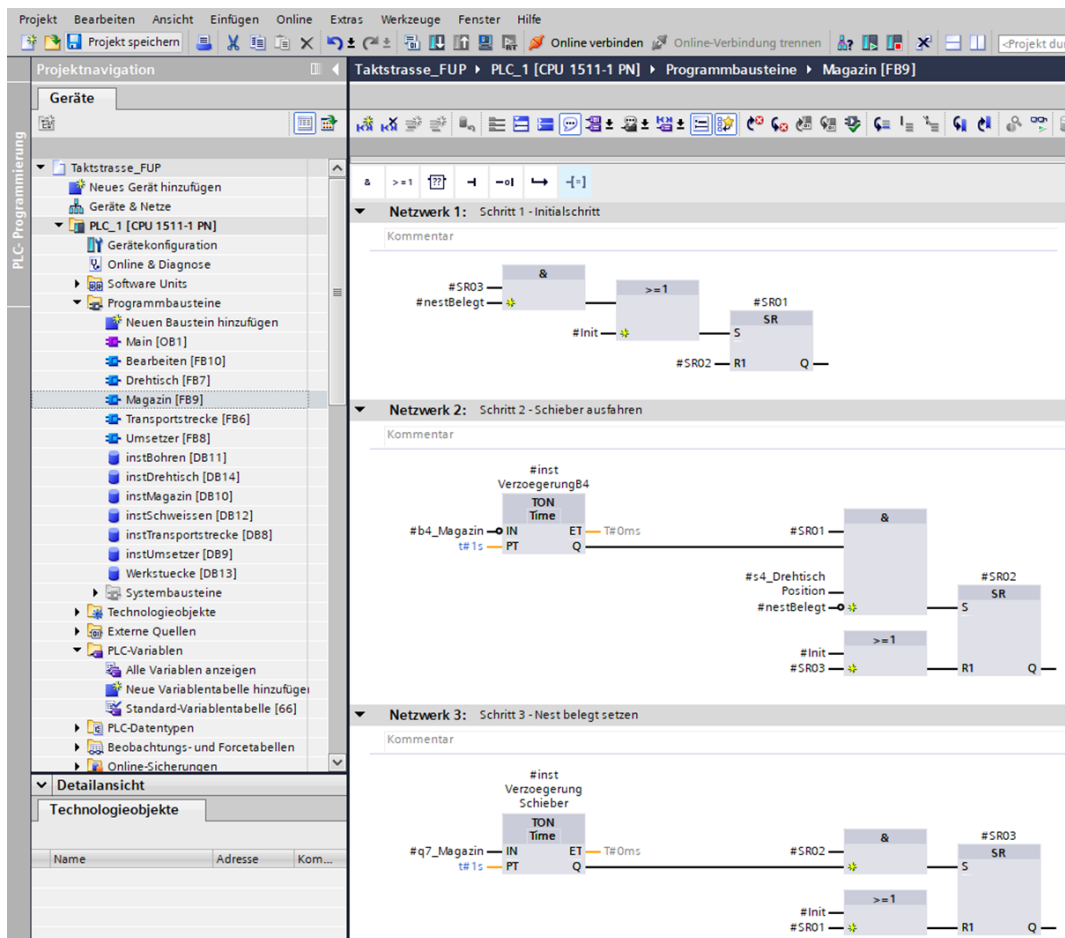 Projekt Bearbeiten Ansicht Einfügen Online Extras Werkzeuge Fenster Hilfe
Projekt speichern Online verbinden Online-Verbindung trennen <Projekt dur
Projektnavigation
Taktstrasse_FUP PLC_1 [CPU 1511-1 PN] Programmbausteine Magazin [FB9]
Geräte
PLC-Programmierung
Taktstrasse_FUP
Neues Gerät hinzufügen
Geräte & Netze
PLC_1 [CPU 1511-1 PN]
Gerätekonfiguration
Online & Diagnose
Software Units
Programmbausteine
Neuen Baustein hinzufügen
Main [OB1]
Bearbeiten [FB10]
Drehtisch [FB7]
Magazin [FB9]
Transportstrecke [FB6]
Umsetzer [FB8]
instBohren [DB11]
instDrehtisch [DB14]
instMagazin [DB10]
instSchweissen [DB12]
instTransportstrecke [DB8]
instUmsetzer [DB9]
Werkstuecke [DB13]
Systembausteine
Technologieobjekte
Externe Quellen
PLC-Variablen
Alle Variablen anzeigen
Neue Variablentabelle hinzufüger
Standard-Variablentabelle [66]
PLC-Datentypen
Beobachtungs- und Forcetabellen
Online-Sicherungen
Detailansicht
Technologieobjekte
Name Adresse Kom...
& >=1 ?? -[=]
Netzwerk 1: Schritt 1 - Initialschritt
Kommentar
&
#SR03
#nestBelegt
>=1
#Init
#SR01
SR
S
#SR02 R1 Q
Netzwerk 2: Schritt 2 - Schieber ausfahren
Kommentar
#inst
VerzoegerungB4
TON
Time
#b4_Magazin IN ET T#0ms
t#1s PT Q
&
#SR01
#s4_Drehtisch
Position
#nestBelegt
#SR02
SR
S
>=1
#Init
#SR03
R1 Q
Netzwerk 3: Schritt 3 - Nest belegt setzen
Kommentar
#inst
Verzoegerung
Schieber
TON
Time
#q7_Magazin IN ET T#0ms
t#1s PT Q
&
#SR02
#SR03
SR
S
>=1
#Init
#SR01
R1 Q